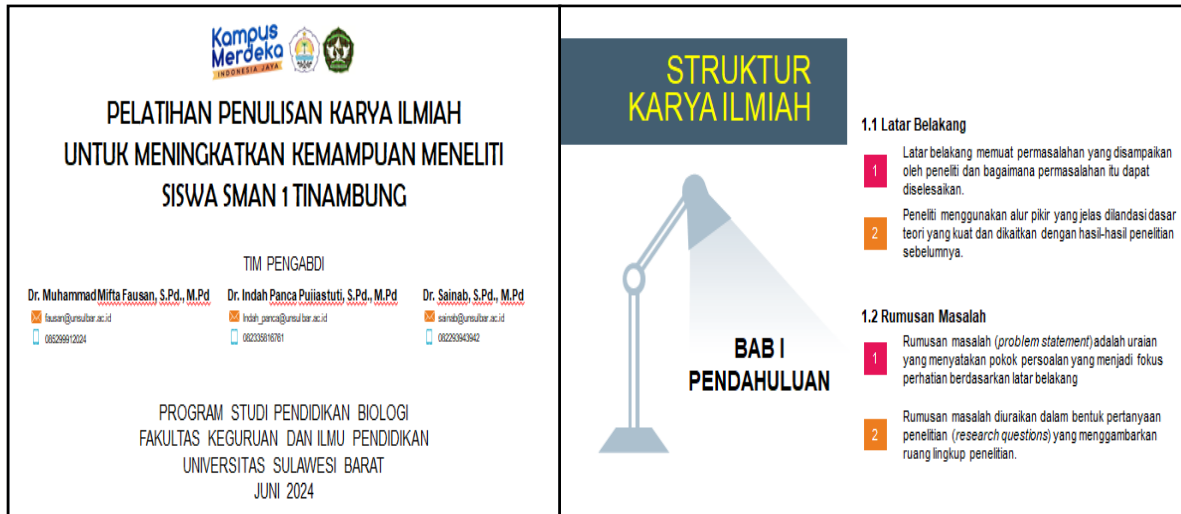 Kampus
Merdeka
INDONESIA JAYA
PELATIHAN PENULISAN KARYA ILMIAH
UNTUK MENINGKATKAN KEMAMPUAN MENELITI
SISWA SMAN 1 TINAMBUNG
TIM PENGABDI
Dr. Muhammad Mifta Fausan, S.Pd., M.Pd
fausan@unsulbar.ac.id
085299912024
Dr. Indah Panca Pujiastuti, S.Pd., M.Pd
Indah_panca@unsulbar.ac.id
082335816761
Dr. Sainab, S.Pd., M.Pd
sainab@unsulbar.ac.id
082293943942
PROGRAM STUDI PENDIDIKAN BIOLOGI
FAKULTAS KEGURUAN DAN ILMU PENDIDIKAN
UNIVERSITAS SULAWESI BARAT
JUNI 2024
STRUKTUR
KARYA ILMIAH
BAB I
PENDAHULUAN
1.1 Latar Belakang
1
Latar belakang memuat permasalahan yang disampaikan
oleh peneliti dan bagaimana permasalahan itu dapat
diselesaikan.
2
Peneliti menggunakan alur pikir yang jelas dilandasi dasar
teori yang kuat dan dikaitkan dengan hasil-hasil penelitian
sebelumnya.
1.2 Rumusan Masalah
1
Rumusan masalah (problem statement) adalah uraian
yang menyatakan pokok persoalan yang menjadi fokus
perhatian berdasarkan latar belakang
2
Rumusan masalah diuraikan dalam bentuk pertanyaan
penelitian (research questions) yang menggambarkan
ruang lingkup penelitian.